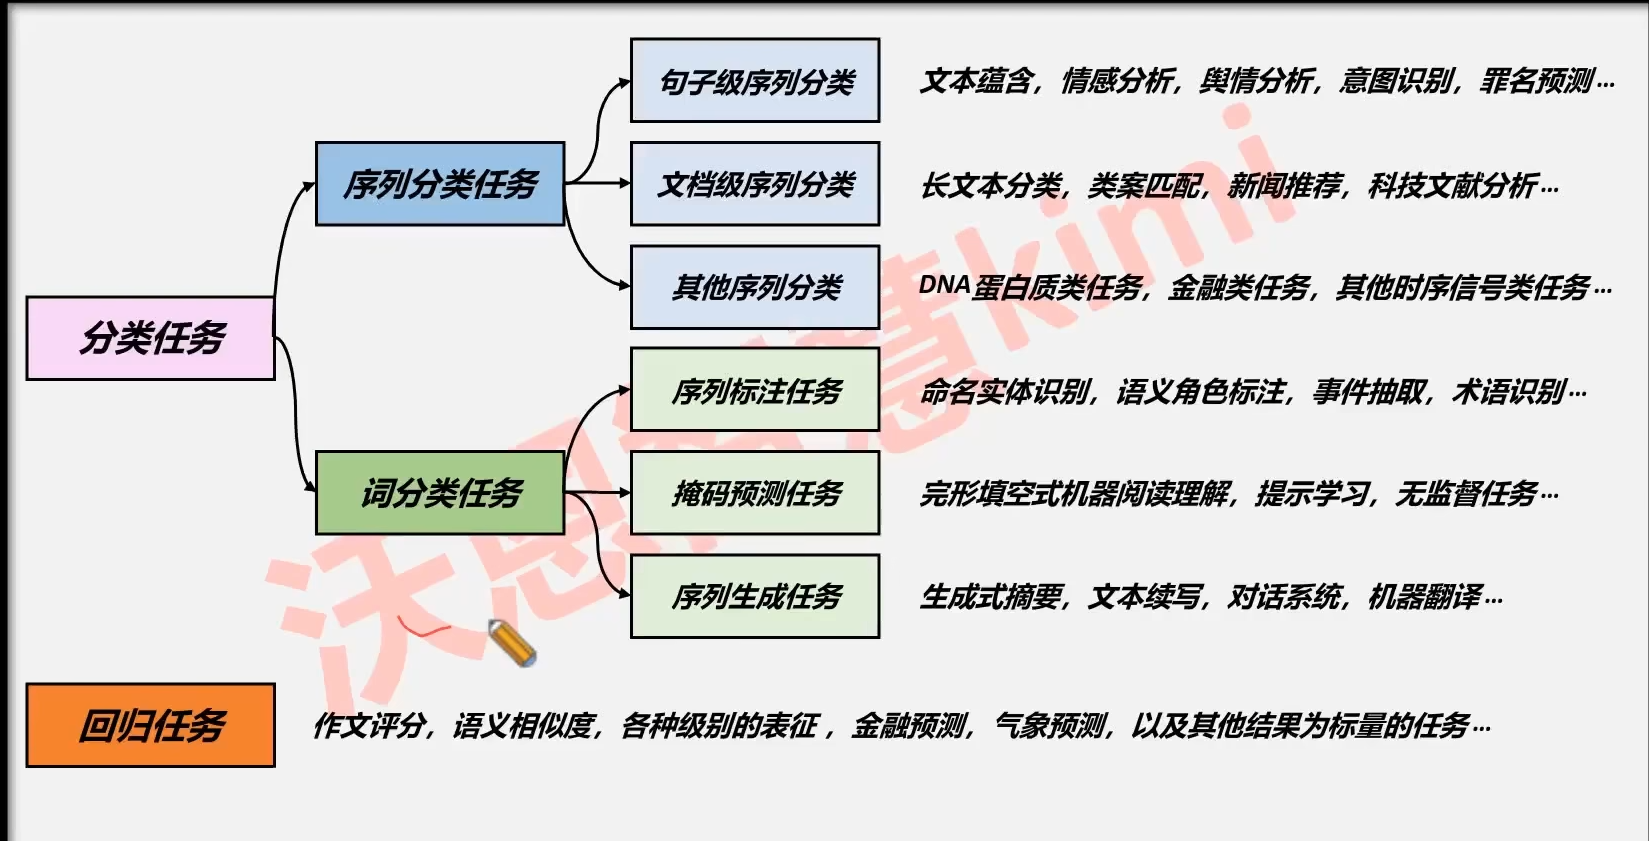 句子级序列分类 文本蕴含，情感分析，舆情分析，意图识别，罪名预测…
序列分类任务
文档级序列分类 长文本分类，类案匹配，新闻推荐，科技文献分析…
其他序列分类 DNA蛋白质类任务，金融类任务，其他时序信号类任务…
分类任务
序列标注任务 命名实体识别，语义角色标注，事件抽取，术语识别…
词分类任务
掩码预测任务 完形填空式机器阅读理解，提示学习，无监督任务…
序列生成任务 生成式摘要，文本续写，对话系统，机器翻译…
回归任务 作文评分，语义相似度，各种级别的表征，金融预测，气象预测，以及其他结果为标量的任务…
沃恩智慧kimi